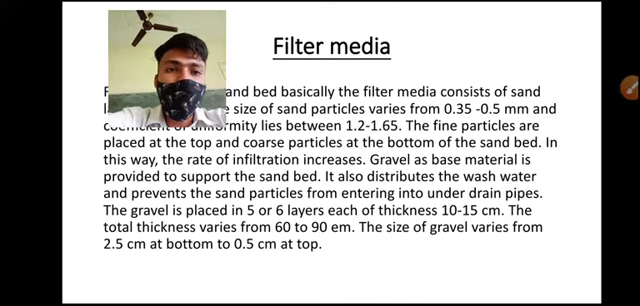 Filter media
and bed basically the filter media consists of sand
size of sand particles varies from 0.35 -0.5 mm and
coefficient of uniformity lies between 1.2-1.65. The fine particles are
placed at the top and coarse particles at the bottom of the sand bed. In
this way, the rate of infiltration increases. Gravel as base material is
provided to support the sand bed. It also distributes the wash water
and prevents the sand particles from entering into under drain pipes.
The gravel is placed in 5 or 6 layers each of thickness 10-15 cm. The
total thickness varies from 60 to 90 em. The size of gravel varies from
2.5 cm at bottom to 0.5 cm at top.